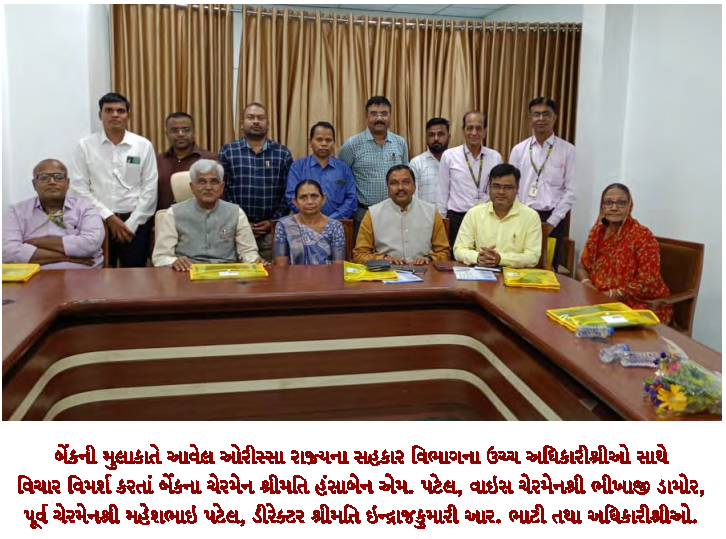 બેંકની મુલાકાતે આવેલ ઓરીસ્સા રાજ્યના સહકાર વિભાગના ઉચ્ચ અધિકારીશ્રીઓ સાથે
વિચાર વિમર્શ કરતાં બેંકના ચેરમેન શ્રીમતિ હંસાબેન એમ. પટેલ, વાઇસ ચેરમેનશ્રી ભીખાજી ડામોર,
પૂર્વ ચેરમેનશ્રી મહેશભાઇ પટેલ, ડીરેક્ટર શ્રીમતિ ઇન્દ્રાજકુમારી આર. ભાટી તથા અધિકારીશ્રીઓ.